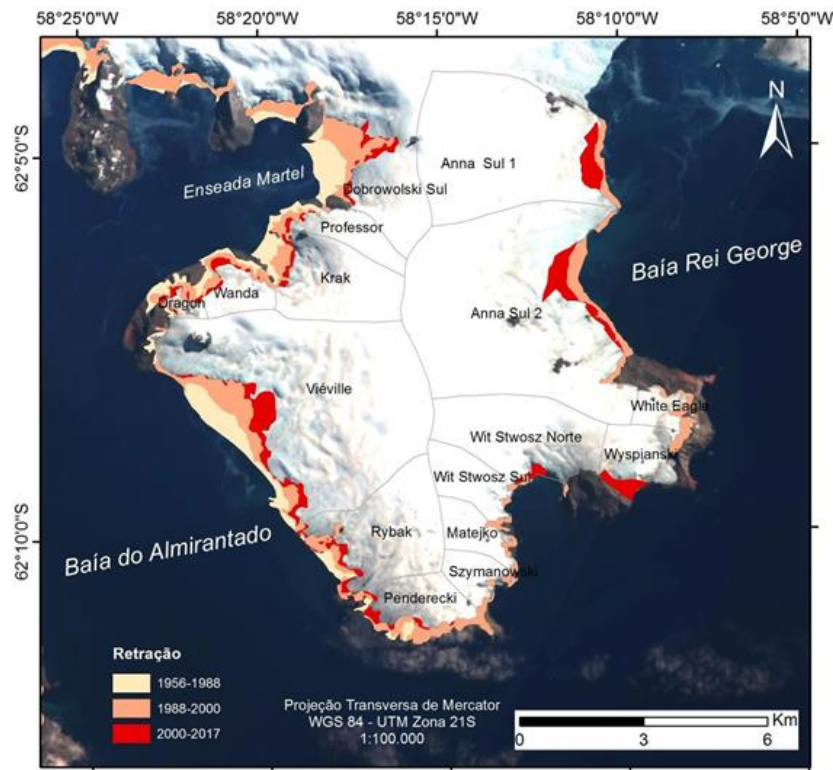 58°25'0"W
58°20'0"W
58°15'0"W
58°10'0"W
58°5'0"W
N
62°5'0"S
Anna Sul 1
Enseada Martel
Dobrowolski Sul
Professor
Krak
Baía Rei George
Wanda
Dragon
Anna Sul 2
Viéville
White Eagle
Wit Stwosz Norte
Wyspjanski
Wit Stwosz Sul
62°10'0"S
Baía do Almirantado
Rybak
Matejko
Szymanowski
Penderecki
Retração
1956-1988
1988-2000
2000-2017
Projeção Transversa de Mercator
WGS 84 - UTM Zona 21S
1:100.000
Km
0 3 6